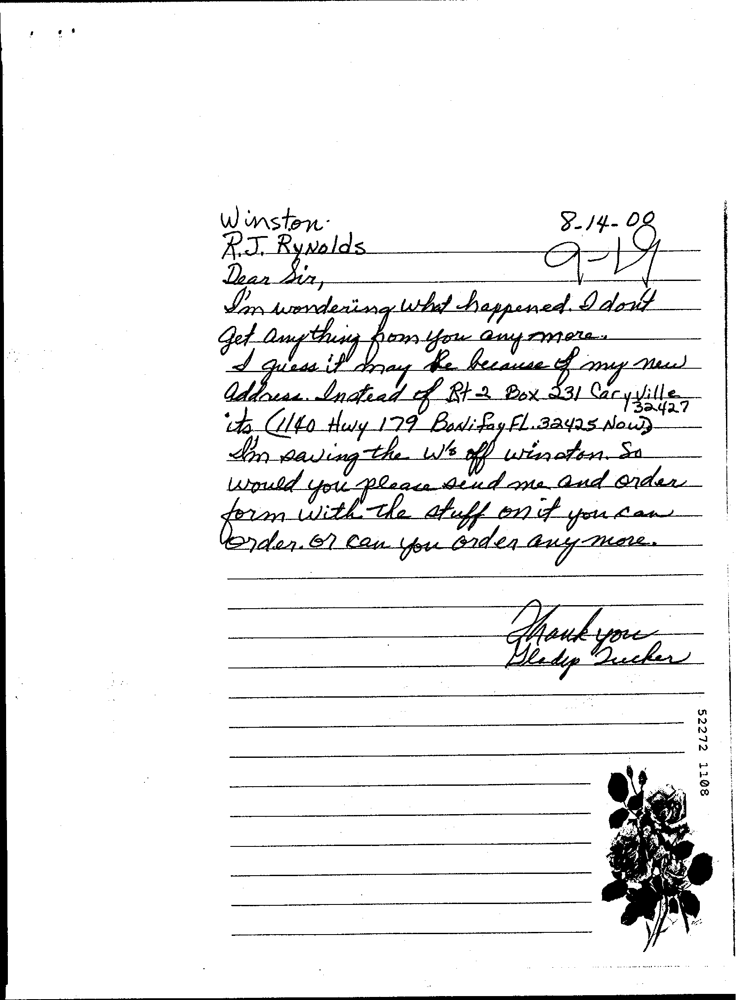 Winston.
8-14-00
R.J. RyNolds
9-19
Dear Sir,
I'm wondering what happened. I don't
get anything from you any more.
I guess it may be because of my new
address. Instead of Rt-2 Box 231 CaryVille
32427
its (1140 Hwy 179 Bonifay FL. 32425 Now)
I'm saving the W's off winston. So
would you please send me and order
form with the stuff on it you can
order. or can you order any more.
Thank you
Gladys Tucker
52272 1108